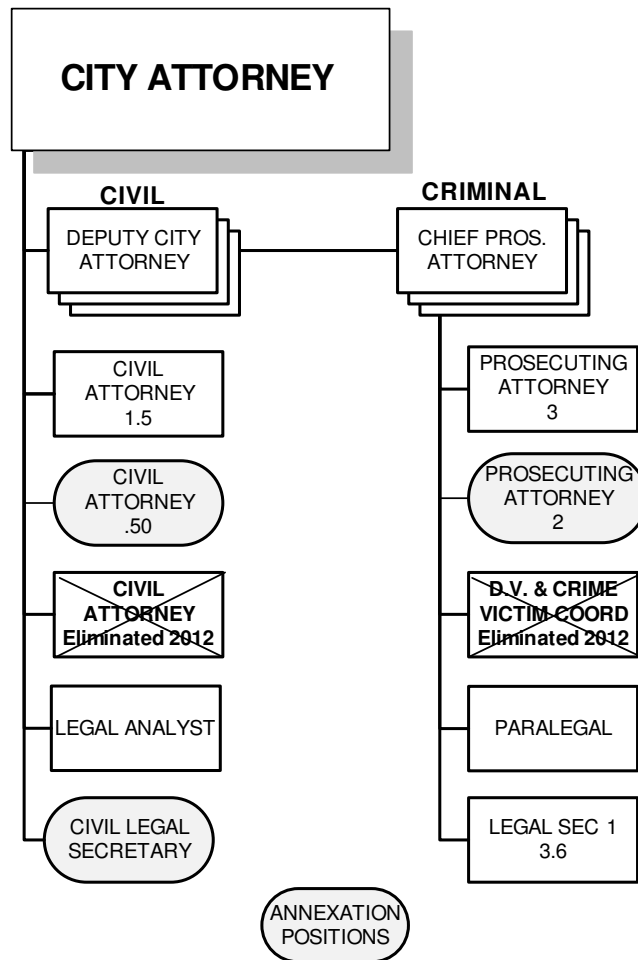 CITY ATTORNEY
CIVIL
DEPUTY CITY
ATTORNEY
CIVIL
ATTORNEY
1.5
CIVIL
ATTORNEY
.50
CIVIL
ATTORNEY
Eliminated 2012
LEGAL ANALYST
CIVIL LEGAL
SECRETARY
CRIMINAL
CHIEF PROS.
ATTORNEY
PROSECUTING
ATTORNEY
3
PROSECUTING
ATTORNEY
2
D.V. & CRIME
VICTIM COORD
Eliminated 2012
PARALEGAL
LEGAL SEC 1
3.6
ANNEXATION
POSITIONS